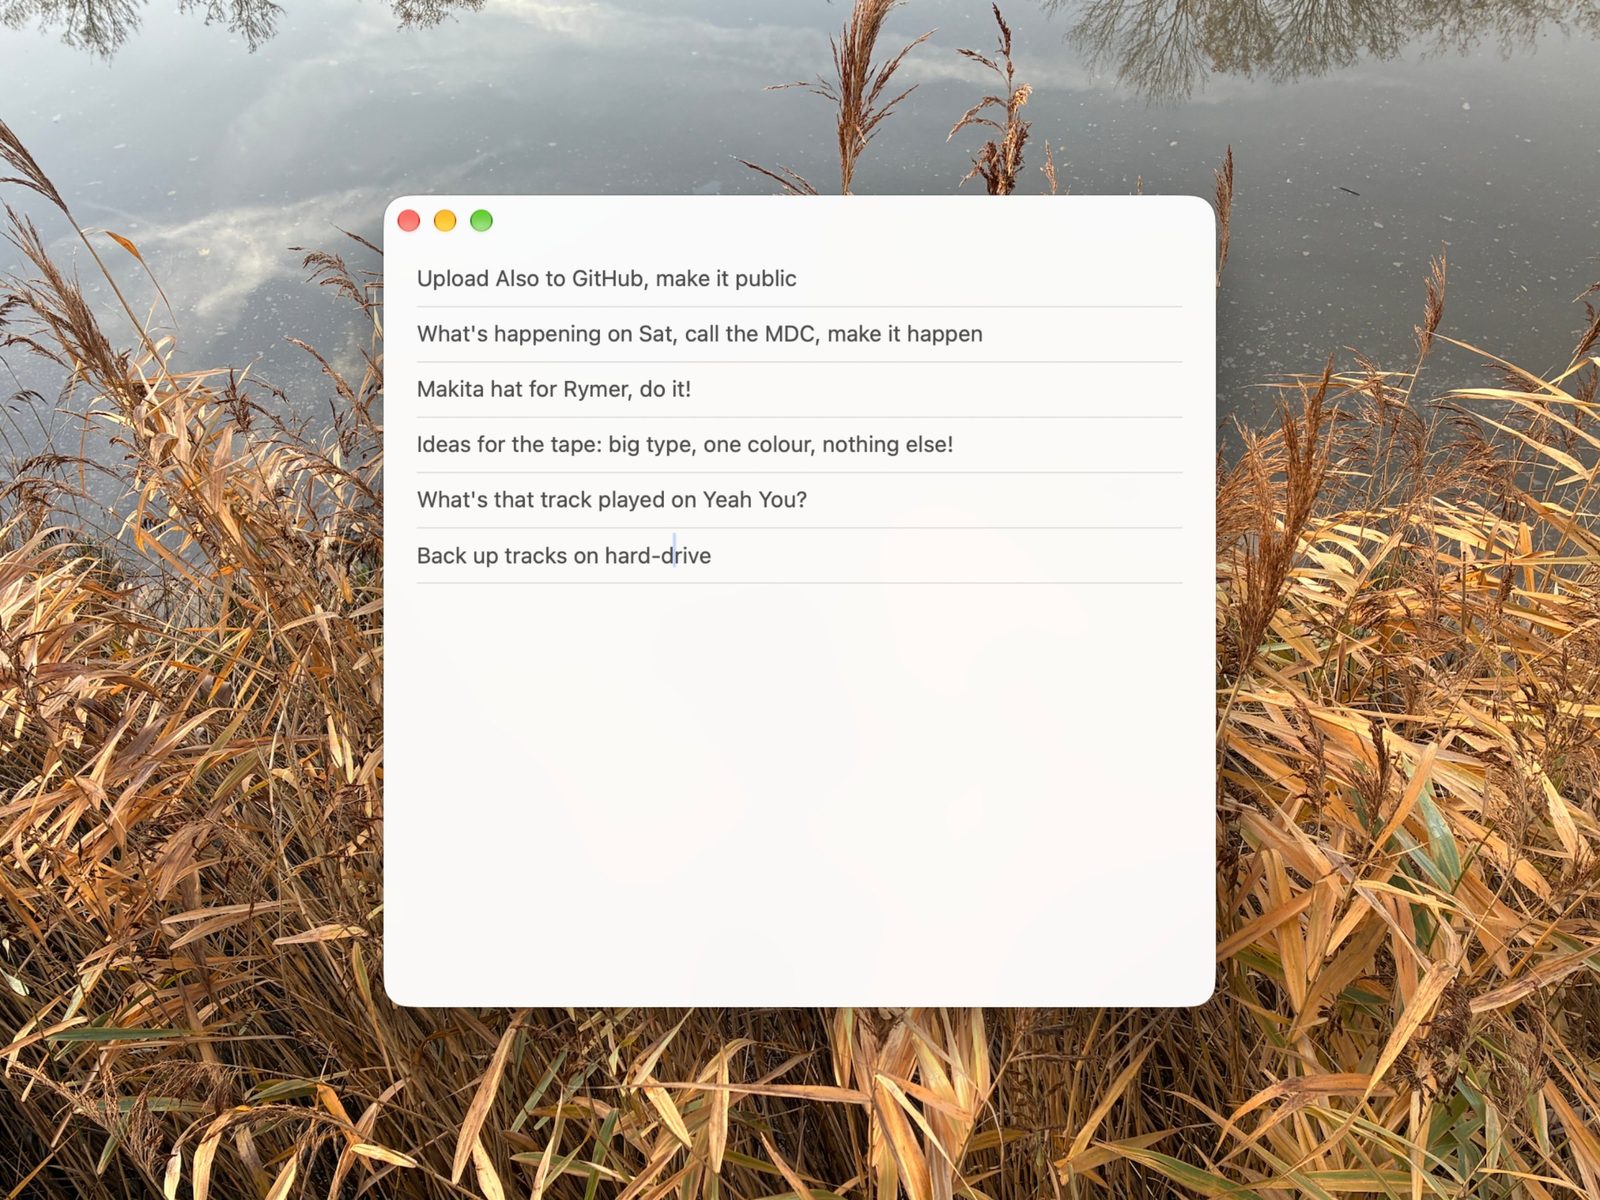 Upload Also to GitHub, make it public
What's happening on Sat, call the MDC, make it happen
Makita hat for Rymer, do it!
Ideas for the tape: big type, one colour, nothing else!
What's that track played on Yeah You?
Back up tracks on hard-drive